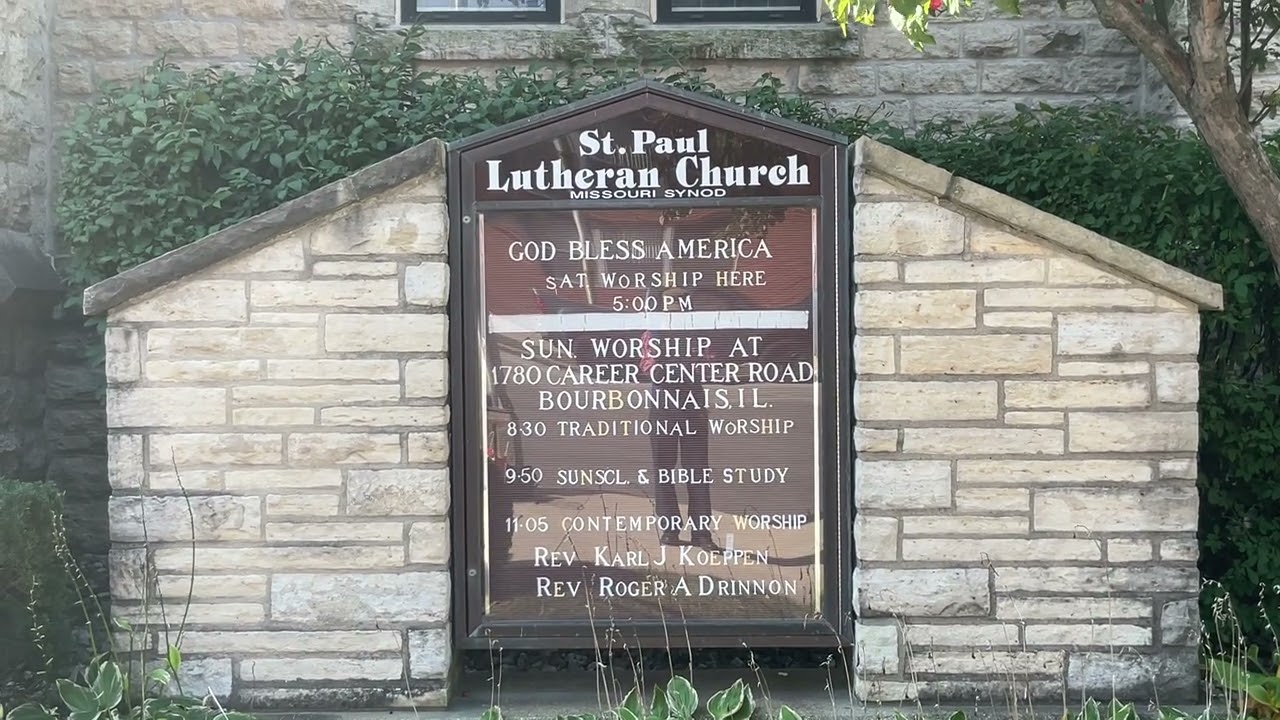 St. Paul
Lutheran Church
MISSOURI SYNOD
GOD BLESS AMERICA
SAT. WORSHIP HERE
5:00 PM
SUN. WORSHIP AT
1780 CAREER CENTER ROAD
BOURBONNAIS, IL.
8:30 TRADITIONAL WORSHIP
9:50 SUNSCL. & BIBLE STUDY
11:05 CONTEMPORARY WORSHIP
REV KARL J KOEPPEN
REV ROGER A DRINNON